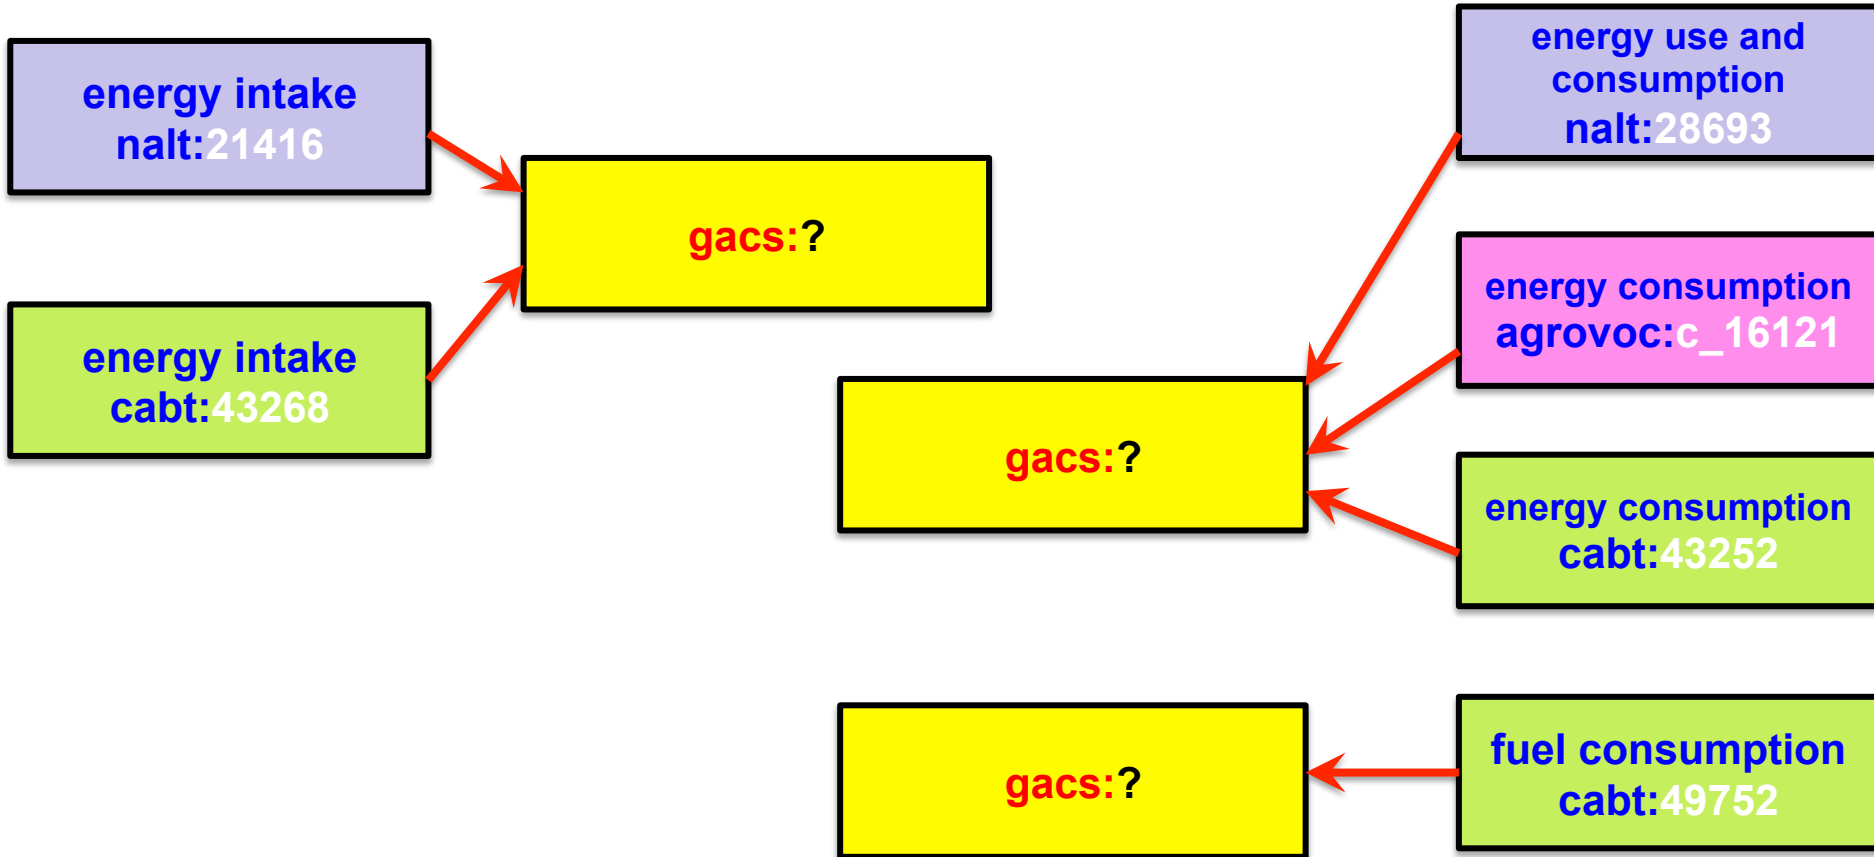 energy intake
nalt:21416
energy intake
cabt:43268
gacs:?
energy use and
consumption
nalt:28693
energy consumption
agrovoc:c_16121
energy consumption
cabt:43252
gacs:?
fuel consumption
cabt:49752
gacs:?